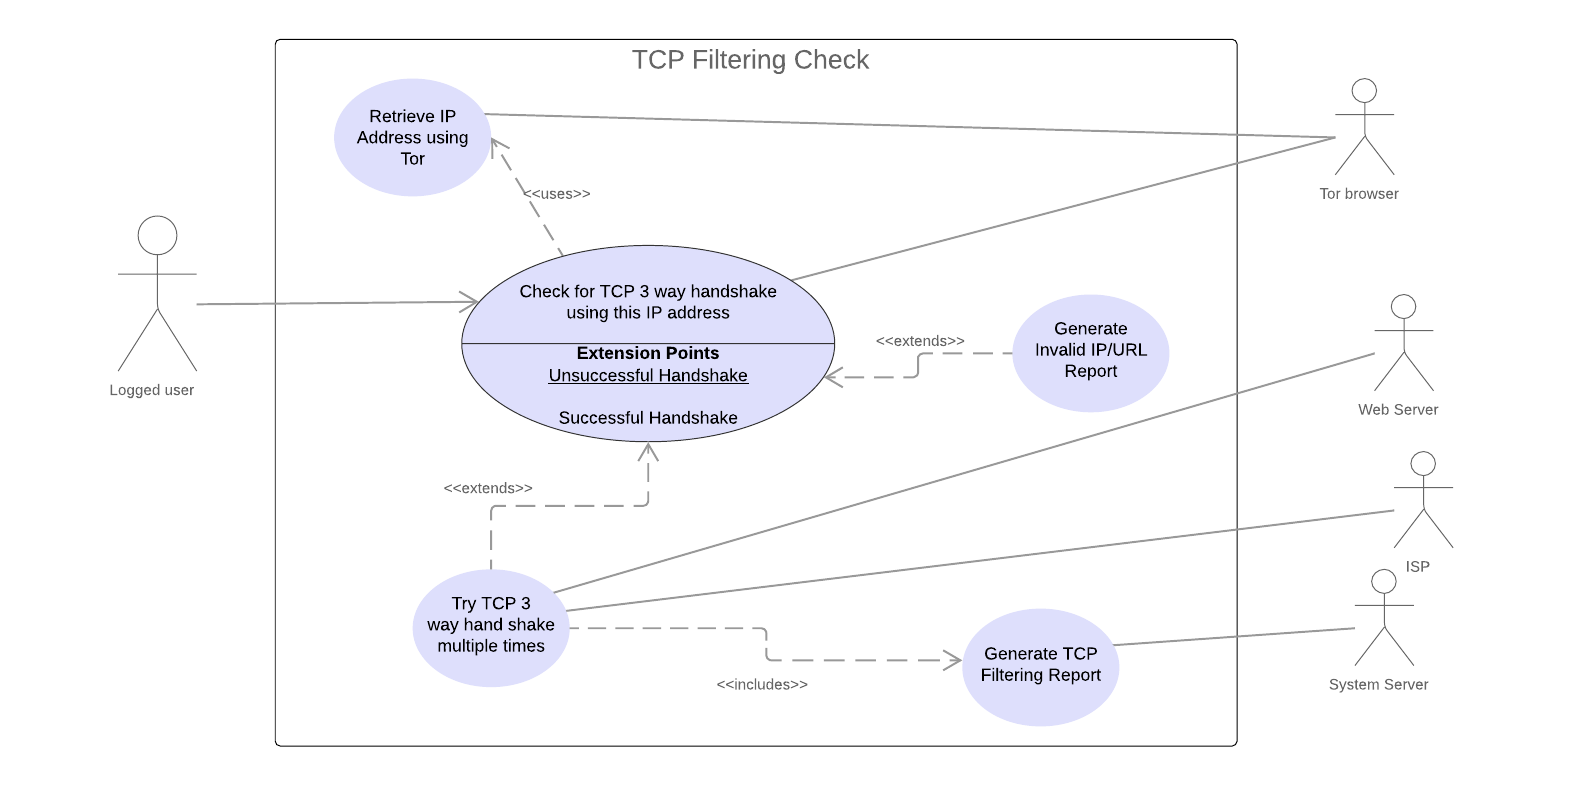 TCP Filtering Check
Retrieve IP
Address using
Tor
Tor browser
<<uses>>
Check for TCP 3 way handshake
using this IP address
Extension Points
Unsuccessful Handshake
Successful Handshake
Logged user
<<extends>>
Generate
Invalid IP/URL
Report
Web Server
<<extends>>
ISP
Try TCP 3
way hand shake
multiple times
<<includes>>
Generate TCP
Filtering Report
System Server